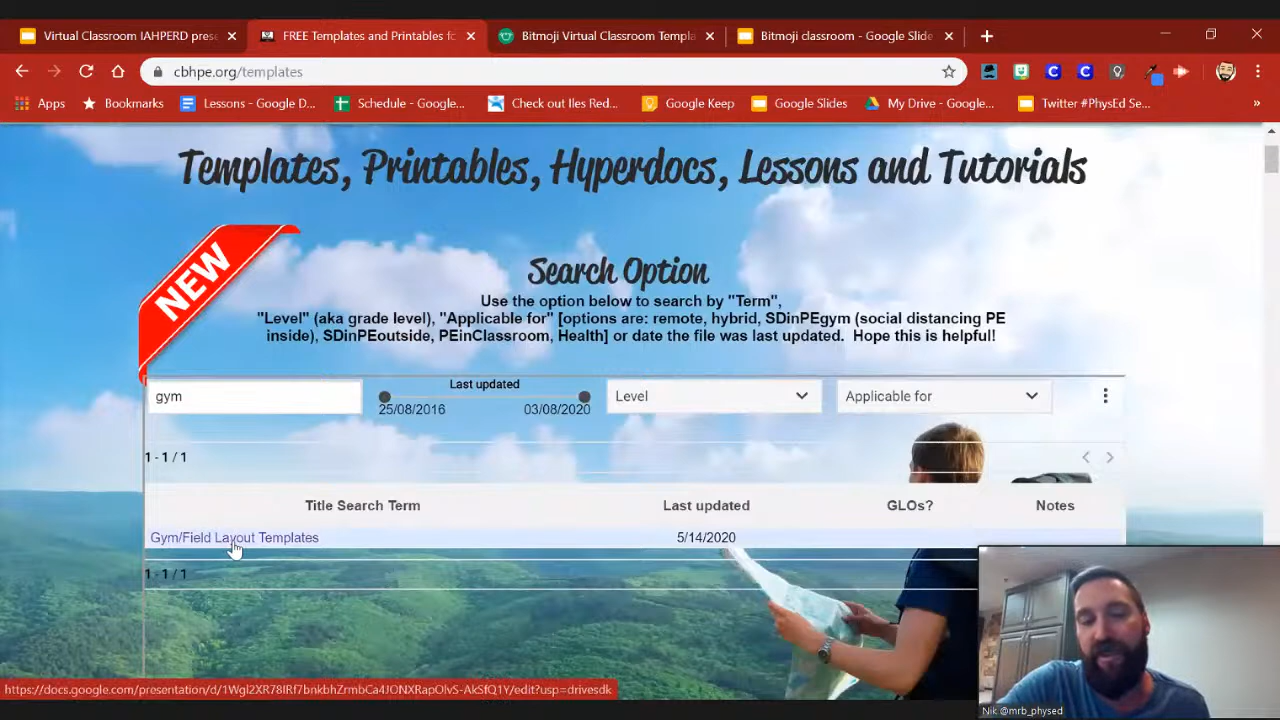 Virtual Classroom IAHPERD pres
FREE Templates and Printables fo
Bitmoji Virtual Classroom Templa
Bitmoji classroom - Google Slide
cbhpe.org/templates
Apps
Bookmarks
Lessons - Google D...
Schedule - Google...
Check out Iles Red...
Google Keep
Google Slides
My Drive - Google...
Twitter #PhysEd Se...
»
Templates, Printables, Hyperdocs, Lessons and Tutorials
NEW
Search Option
Use the option below to search by "Term",
"Level" (aka grade level), "Applicable for" [options are: remote, hybrid, SDinPEgym (social distancing PE
inside), SDinPEoutside, PEinClassroom, Health] or date the file was last updated. Hope this is helpful!
gym
Last updated
25/08/2016 03/08/2020
Level
Applicable for
1 - 1 / 1
Title Search Term Last updated GLOs? Notes
Gym/Field Layout Templates 5/14/2020
1 - 1 / 1
https://docs.google.com/presentation/d/1Wgl2XR78IRf7bnkbhZrmbCa4JONXRapOlvS-AkSfQ1Y/edit?usp=drivesdk
Nik @mrb_physed